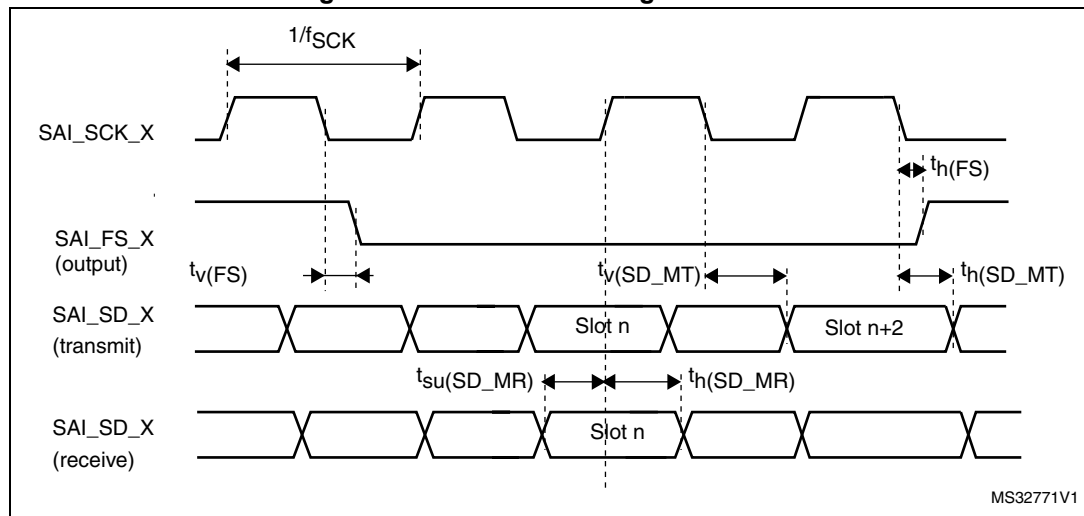 1/fSCK
SAI_SCK_X
th(FS)
SAI_FS_X
(output)
tv(FS)
tv(SD_MT)
th(SD_MT)
SAI_SD_X
(transmit)
Slot n
Slot n+2
tsu(SD_MR)
th(SD_MR)
SAI_SD_X
(receive)
Slot n
MS32771V1